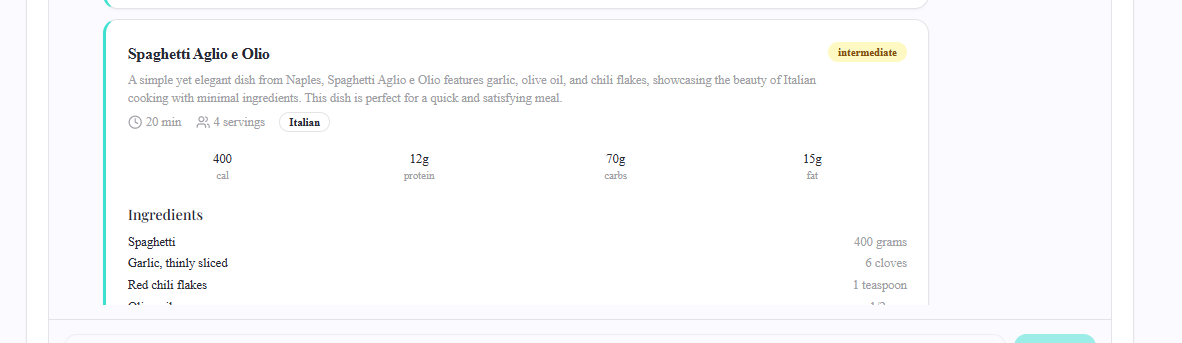 Spaghetti Aglio e Olio
intermediate
A simple yet elegant dish from Naples, Spaghetti Aglio e Olio features garlic, olive oil, and chili flakes, showcasing the beauty of Italian
cooking with minimal ingredients. This dish is perfect for a quick and satisfying meal.
20 min 4 servings Italian
400 12g 70g 15g
cal protein carbs fat
Ingredients
Spaghetti 400 grams
Garlic, thinly sliced 6 cloves
Red chili flakes 1 teaspoon